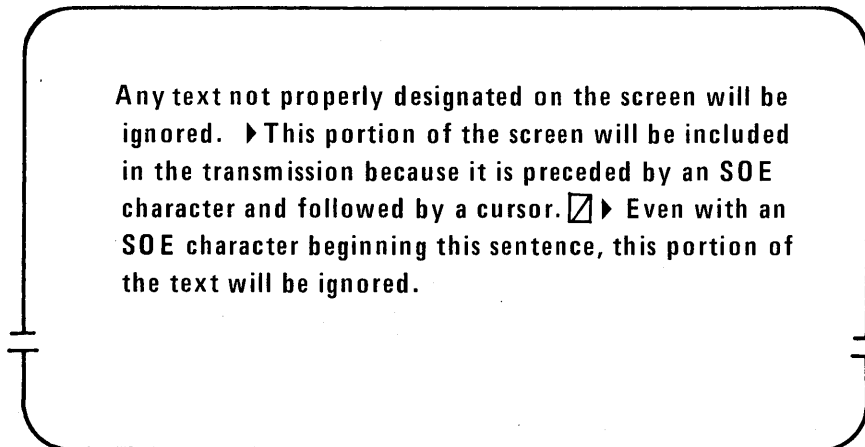 Any text not properly designated on the screen will be
ignored. ▶This portion of the screen will be included
in the transmission because it is preceded by an SOE
character and followed by a cursor. ⍁▶ Even with an
SOE character beginning this sentence, this portion of
the text will be ignored.